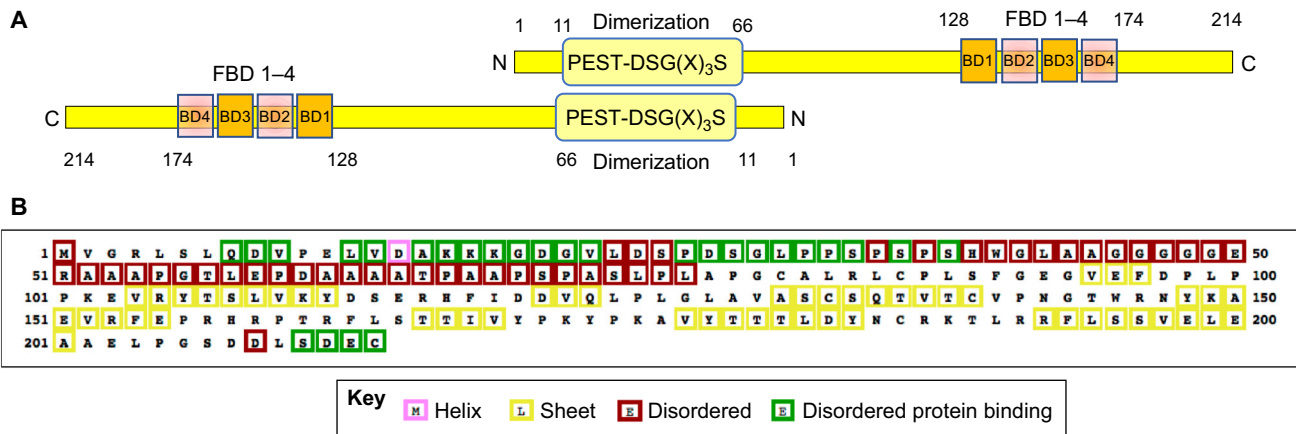 A
1 11 Dimerization 66 128 FBD 1–4 174 214
N PEST-DSG(X)3S BD1 BD2 BD3 BD4 C
FBD 1–4
C BD4 BD3 BD2 BD1 PEST-DSG(X)3S N
214 174 128 66 Dimerization 11 1
B
1 M V G R L S L Q D V P E L V D A K K K G D G V L D S P D S G L P P S P S P S H W G L A A G G G G G E 50
51 R A A A P G T L E P D A A A A T P A A P S P A S L P L A P G C A L R L C P L S F G E G V E F D P L P 100
101 P K E V R Y T S L V K Y D S E R H F I D D V Q L P L G L A V A S C S Q T V T C V P N G T W R N Y K A 150
151 E V R F E P R H R P T R F L S T T I V Y P K Y P K A V Y T T T L D Y N C R K T L R R F L S S V E L E 200
201 A A E L P G S D D L S D E C
Key M Helix L Sheet E Disordered E Disordered protein binding